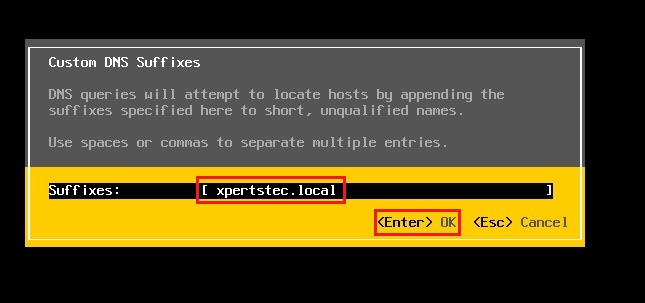 Custom DNS Suffixes
DNS queries will attempt to locate hosts by appending the
suffixes specified here to short, unqualified names.
Use spaces or commas to separate multiple entries.
Suffixes: [ xpertstec.local ]
<Enter> OK <Esc> Cancel